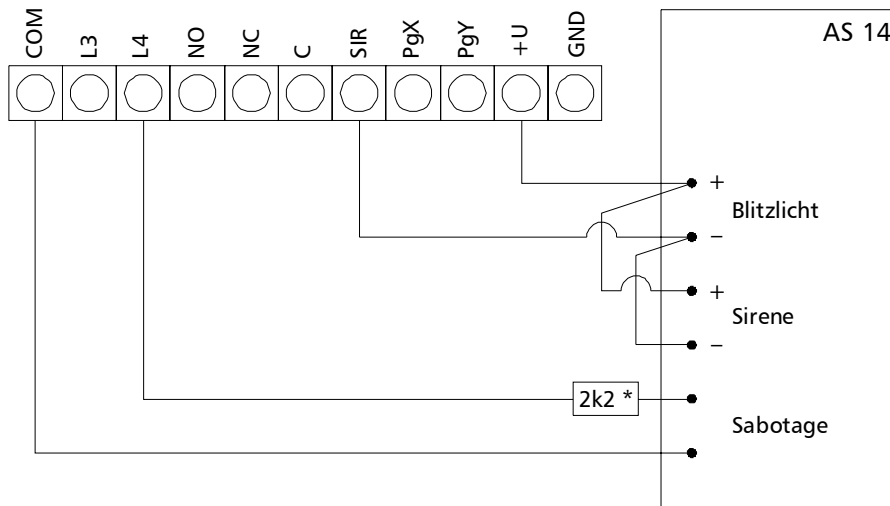 COM
L3
L4
NO
NC
C
SIR
PgX
PgY
+U
GND
AS 14
+
Blitzlicht
–
+
Sirene
–
2k2 *
Sabotage